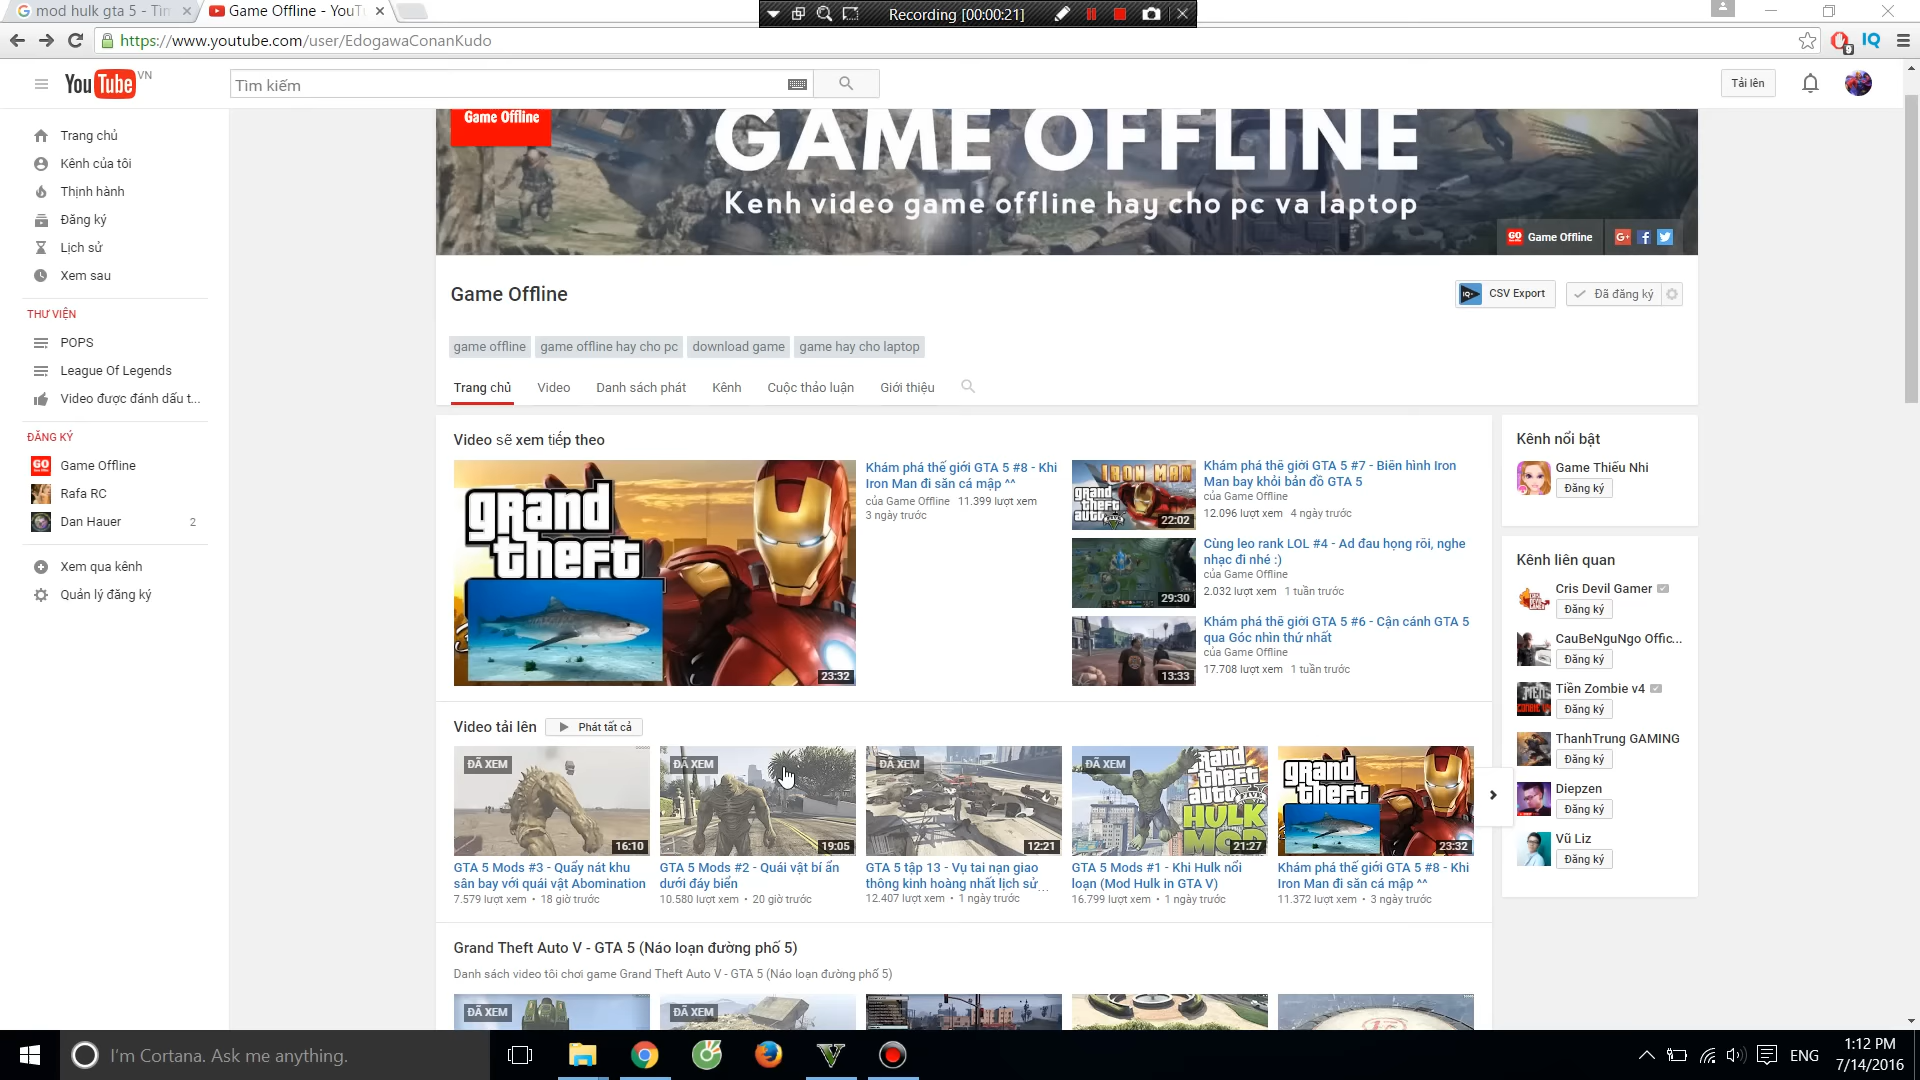 mod hulk gta 5 - Tìm
Game Offline - YouT
Recording [00:00:21]
https://www.youtube.com/user/EdogawaConanKudo
IQ
YouTube VN
Tìm kiếm
Tải lên
Trang chủ
Kênh của tôi
Thịnh hành
Đăng ký
Lịch sử
Xem sau
THƯ VIỆN
POPS
League Of Legends
Video được đánh dấu t...
ĐĂNG KÝ
GO Game Offline
Rafa RC
Dan Hauer 2
Xem qua kênh
Quản lý đăng ký
Game Offline
GAME OFFLINE
Kenh video game offline hay cho pc va laptop
GO Game Offline
Game Offline
CSV Export
Đã đăng ký
game offline
game offline hay cho pc
download game
game hay cho laptop
Trang chủ
Video
Danh sách phát
Kênh
Cuộc thảo luận
Giới thiệu
Video sẽ xem tiếp theo
grand
theft
23:32
Khám phá thế giới GTA 5 #8 - Khi
Iron Man đi săn cá mập ^^
của Game Offline 11.399 lượt xem
3 ngày trước
IRON MAN
grand
theft
auto V
22:02
Khám phá thế giới GTA 5 #7 - Biến hình Iron
Man bay khỏi bản đồ GTA 5
của Game Offline
12.096 lượt xem 4 ngày trước
29:30
Cùng leo rank LOL #4 - Ad đau họng rồi, nghe
nhạc đi nhé :)
của Game Offline
2.032 lượt xem 1 tuần trước
13:33
Khám phá thế giới GTA 5 #6 - Cận cảnh GTA 5
qua Góc nhìn thứ nhất
của Game Offline
17.708 lượt xem 1 tuần trước
Video tải lên
Phát tất cả
ĐÃ XEM
16:10
GTA 5 Mods #3 - Quẩy nát khu
sân bay với quái vật Abomination
7.579 lượt xem • 18 giờ trước
ĐÃ XEM
19:05
GTA 5 Mods #2 - Quái vật bí ẩn
dưới đáy biển
10.580 lượt xem • 20 giờ trước
ĐÃ XEM
12:21
GTA 5 tập 13 - Vụ tai nạn giao
thông kinh hoàng nhất lịch sử...
12.407 lượt xem • 1 ngày trước
ĐÃ XEM
grand
theft
auto
FIVE
HULK
MOD
21:27
GTA 5 Mods #1 - Khi Hulk nổi
loạn (Mod Hulk in GTA V)
16.799 lượt xem • 1 ngày trước
grand
theft
23:32
Khám phá thế giới GTA 5 #8 - Khi
Iron Man đi săn cá mập ^^
11.372 lượt xem • 3 ngày trước
Grand Theft Auto V - GTA 5 (Náo loạn đường phố 5)
Danh sách video tôi chơi game Grand Theft Auto V - GTA 5 (Náo loạn đường phố 5)
ĐÃ XEM
ĐÃ XEM
Kênh nổi bật
Game Thiếu Nhi
Đăng ký
Kênh liên quan
Cris Devil Gamer
Đăng ký
CauBeNguNgo Offic...
Đăng ký
Tiền Zombie v4
Đăng ký
ThanhTrung GAMING
Đăng ký
Diepzen
Đăng ký
Vũ Liz
Đăng ký
I'm Cortana. Ask me anything.
ENG
1:12 PM
7/14/2016